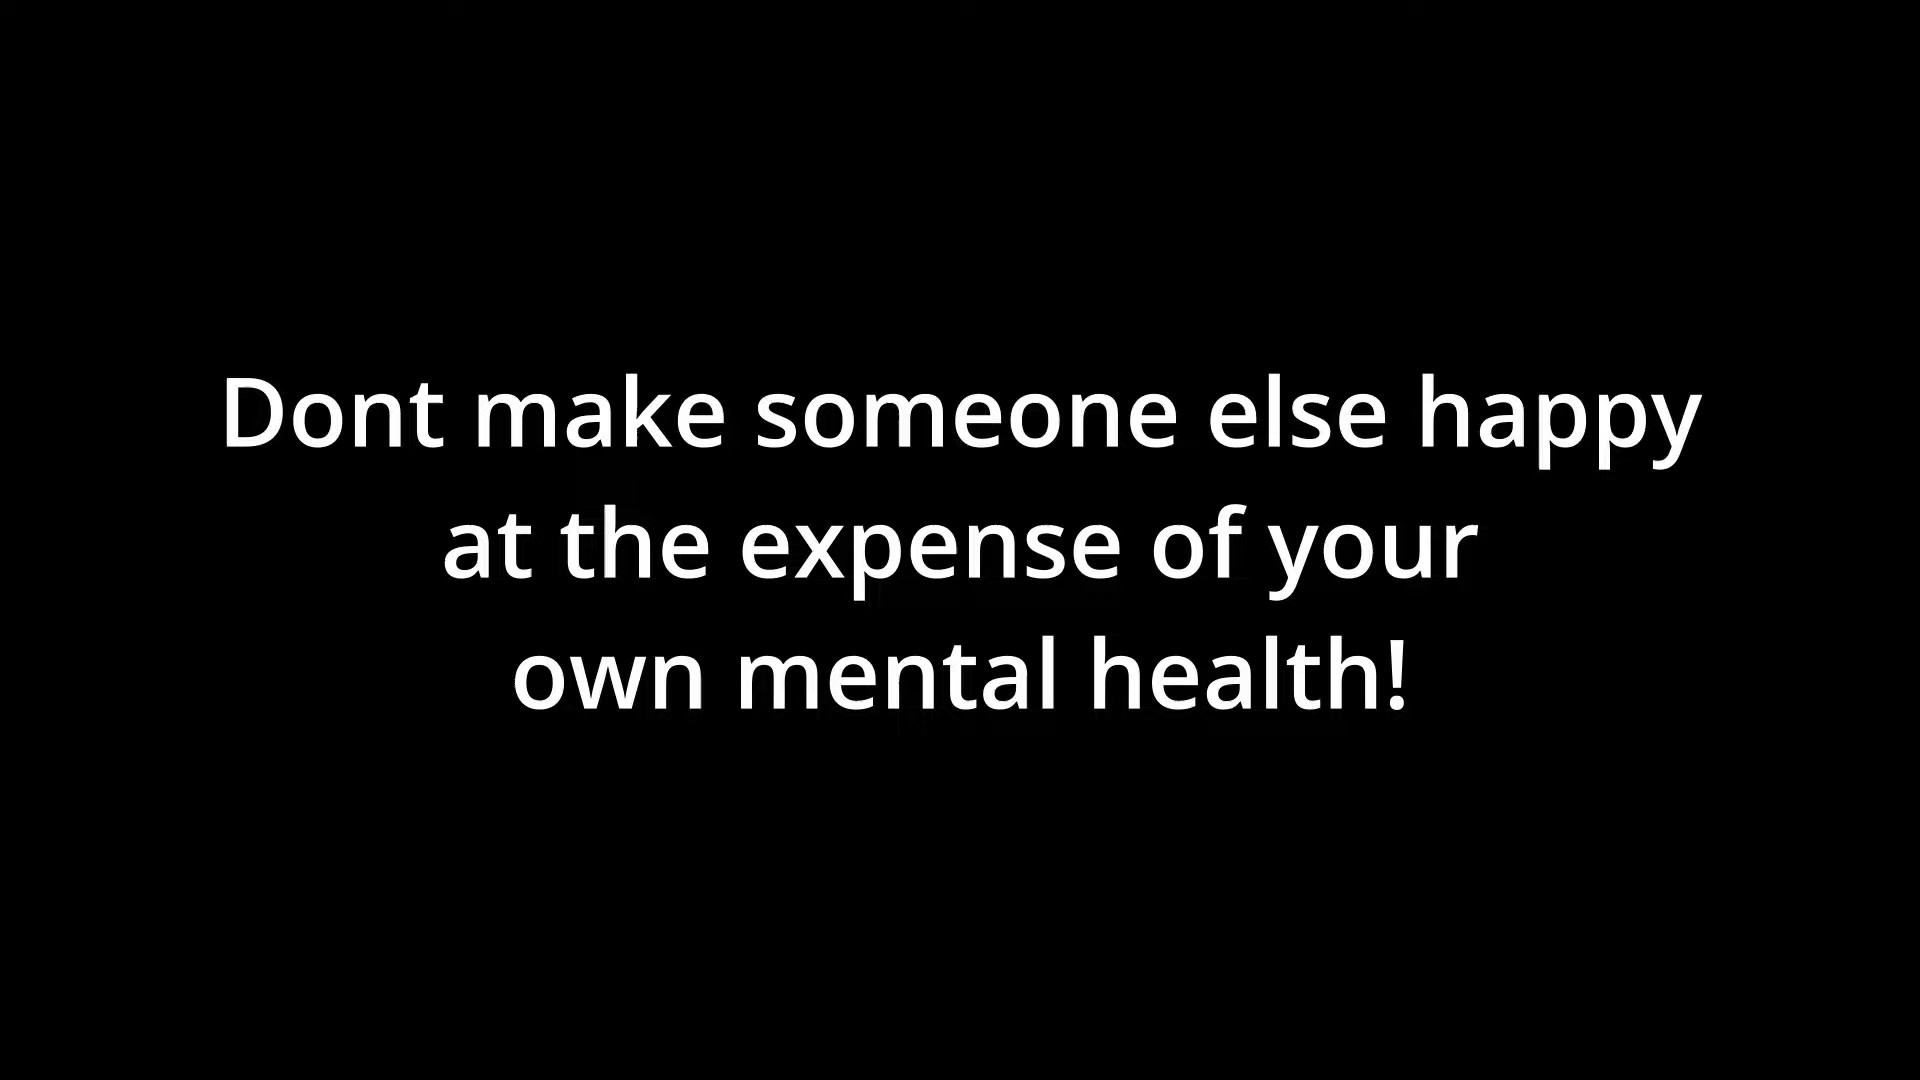 Dont make someone else happy
at the expense of your
own mental health!